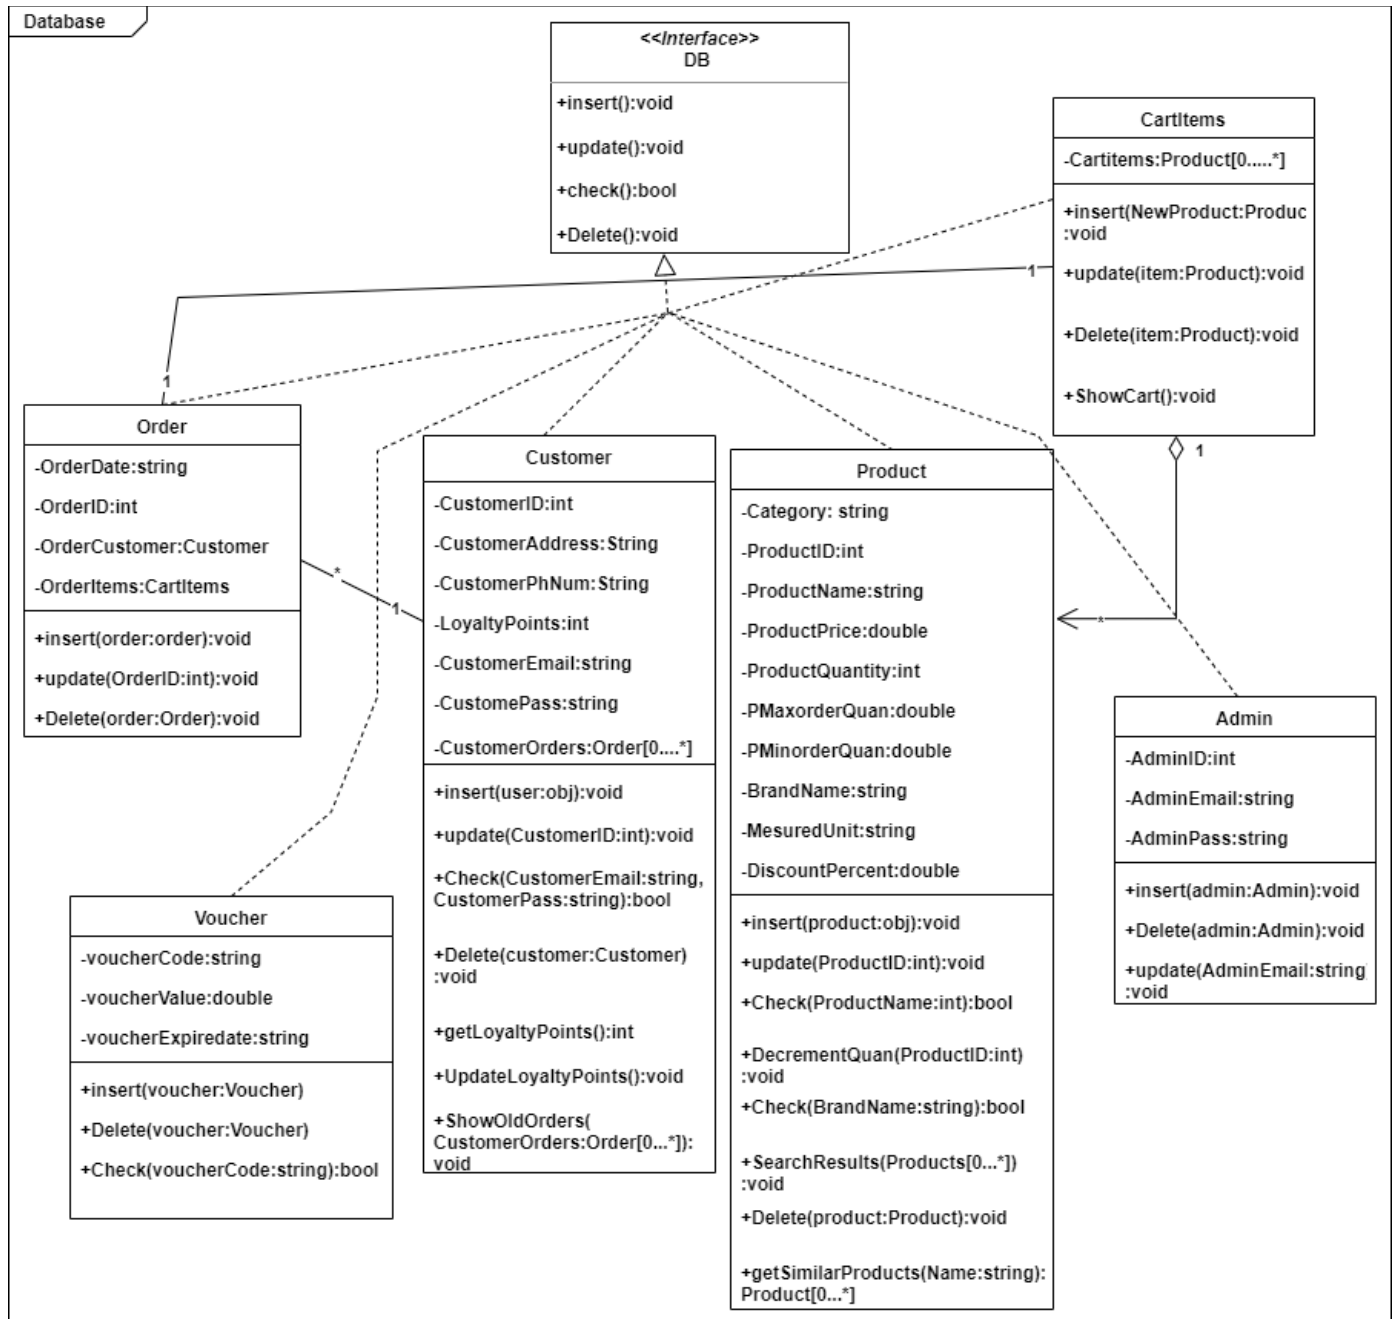 Database
<<Interface>>
DB
+insert():void
+update():void
+check():bool
+Delete():void
CartItems
-Cartitems:Product[0.....*]
+insert(NewProduct:Produc
:void
+update(item:Product):void
+Delete(item:Product):void
+ShowCart():void
1
1
1
Order
-OrderDate:string
-OrderID:int
-OrderCustomer:Customer
-OrderItems:CartItems
+insert(order:order):void
+update(OrderID:int):void
+Delete(order:Order):void
*
1
Customer
-CustomerID:int
-CustomerAddress:String
-CustomerPhNum:String
-LoyaltyPoints:int
-CustomerEmail:string
-CustomePass:string
-CustomerOrders:Order[0....*]
+insert(user:obj):void
+update(CustomerID:int):void
+Check(CustomerEmail:string,
CustomerPass:string):bool
+Delete(customer:Customer)
:void
+getLoyaltyPoints():int
+UpdateLoyaltyPoints():void
+ShowOldOrders(
CustomerOrders:Order[0...*]):
void
Product
-Category: string
-ProductID:int
-ProductName:string
-ProductPrice:double
-ProductQuantity:int
-PMaxorderQuan:double
-PMinorderQuan:double
-BrandName:string
-MesuredUnit:string
-DiscountPercent:double
+insert(product:obj):void
+update(ProductID:int):void
+Check(ProductName:int):bool
+DecrementQuan(ProductID:int)
:void
+Check(BrandName:string):bool
+SearchResults(Products[0...*])
:void
+Delete(product:Product):void
+getSimilarProducts(Name:string):
Product[0...*]
*
Admin
-AdminID:int
-AdminEmail:string
-AdminPass:string
+insert(admin:Admin):void
+Delete(admin:Admin):void
+update(AdminEmail:string)
:void
Voucher
-voucherCode:string
-voucherValue:double
-voucherExpiredate:string
+insert(voucher:Voucher)
+Delete(voucher:Voucher)
+Check(voucherCode:string):bool